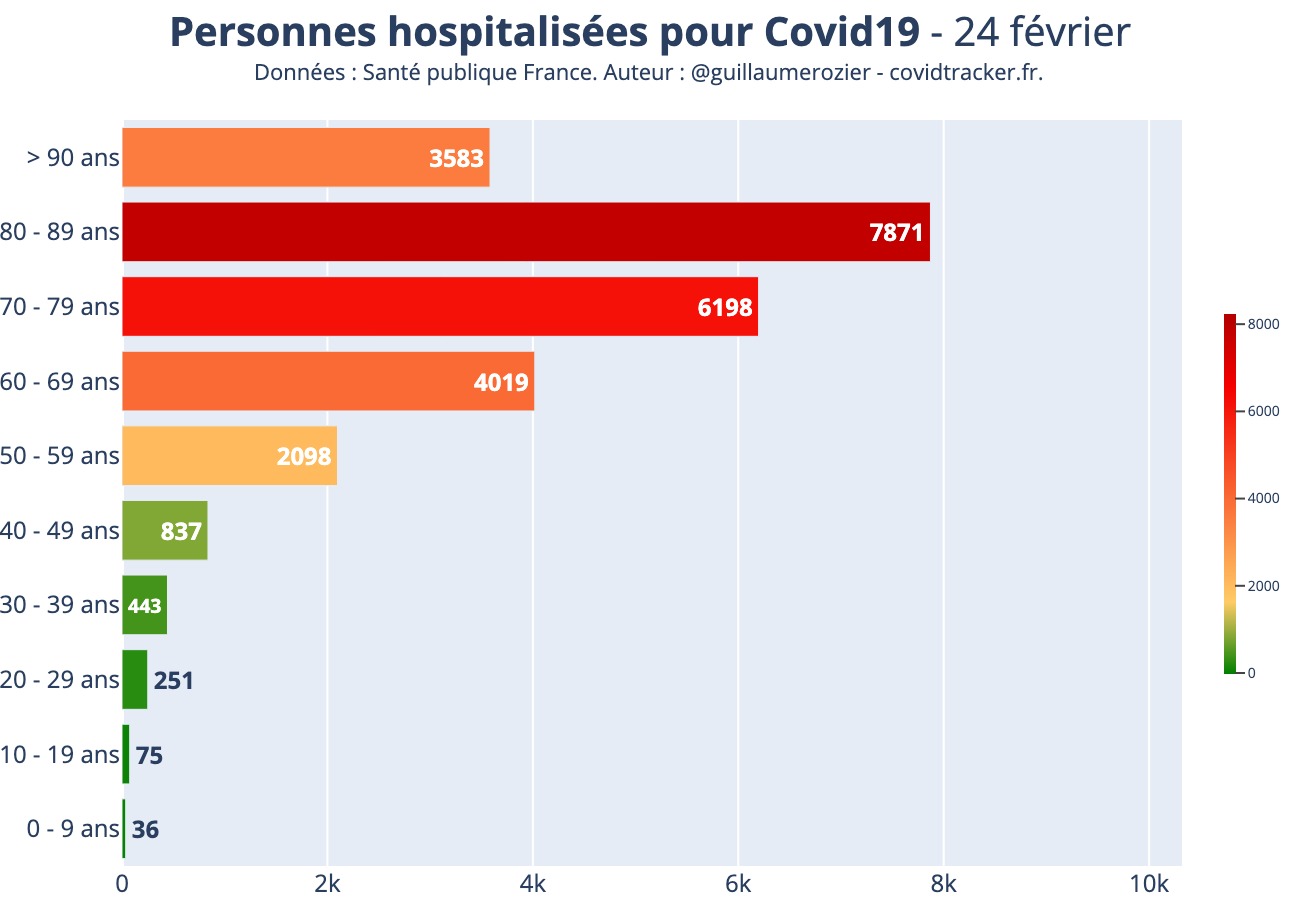 Personnes hospitalisées pour Covid19 - 24 février
Données : Santé publique France. Auteur : @guillaumerozier - covidtracker.fr.
> 90 ans 3583
80 - 89 ans 7871
70 - 79 ans 6198
60 - 69 ans 4019
50 - 59 ans 2098
40 - 49 ans 837
30 - 39 ans 443
20 - 29 ans 251
10 - 19 ans 75
0 - 9 ans 36
0 2k 4k 6k 8k 10k
8000
6000
4000
2000
0